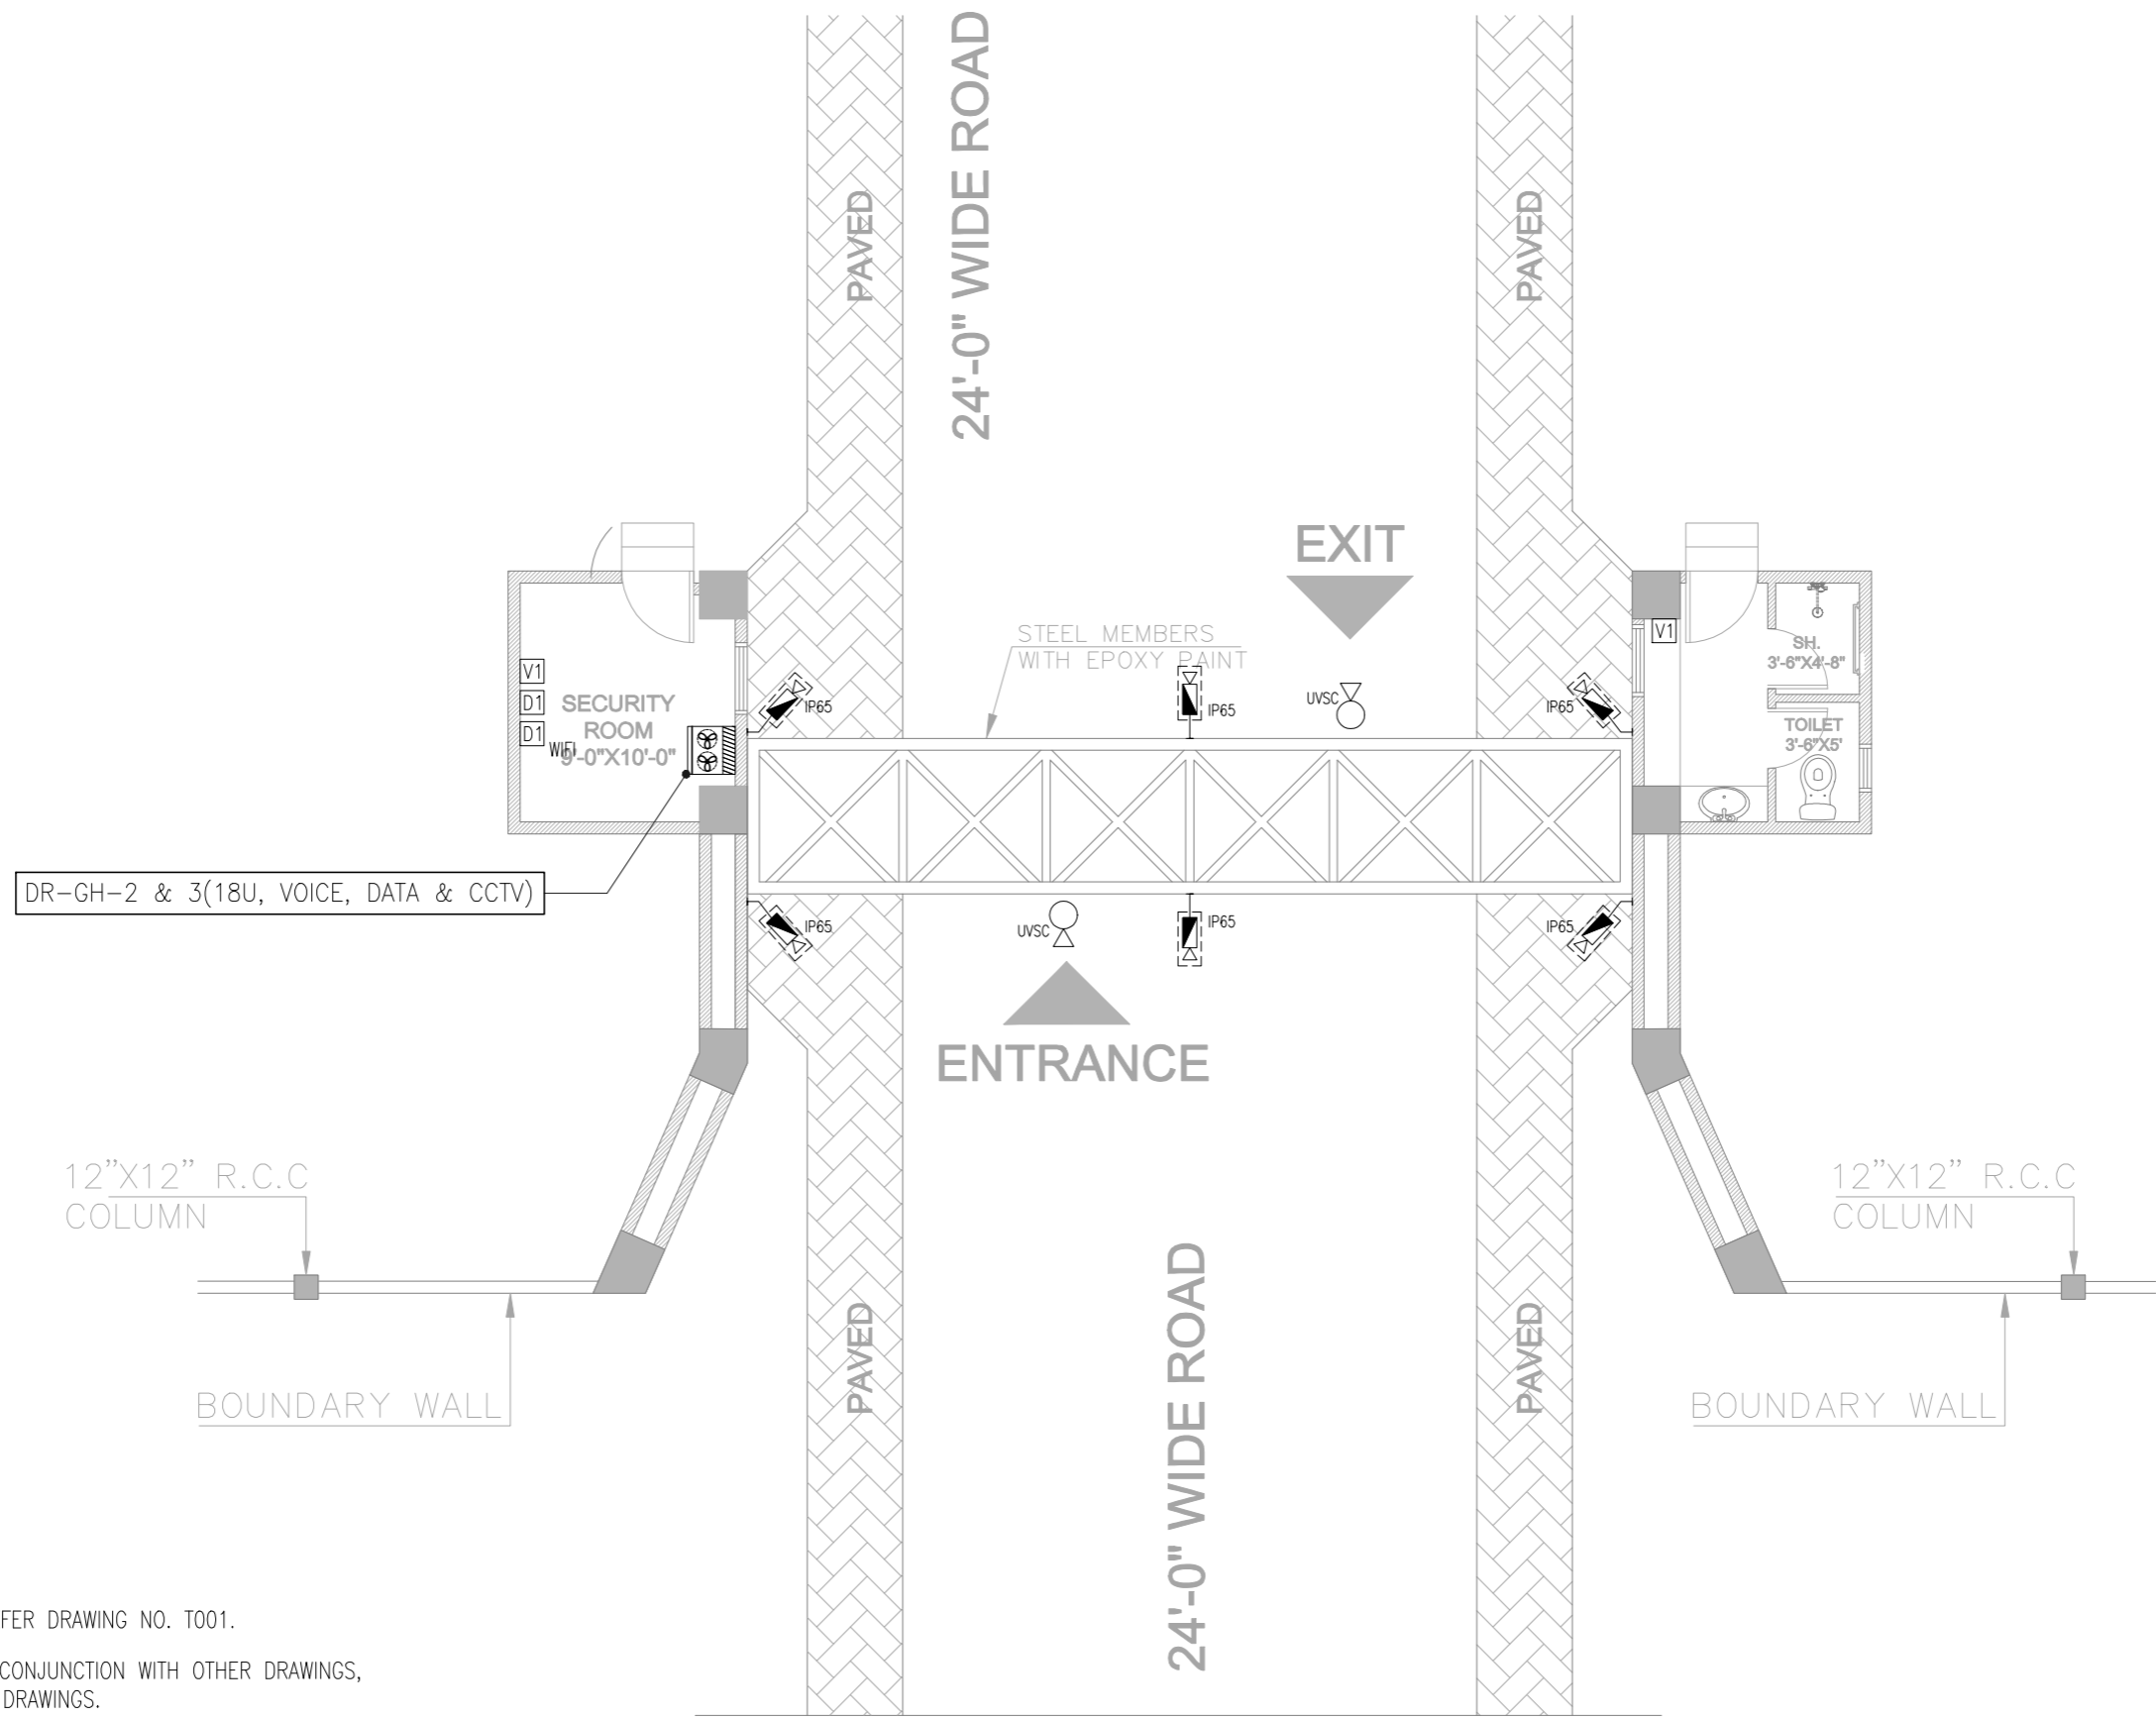 24'-0" WIDE ROAD
PAVED
PAVED
EXIT
STEEL MEMBERS
WITH EPOXY PAINT
V1
D1
D1
WIFI
SECURITY
ROOM
9'-0"X10'-0"
IP65
IP65
UVSC
IP65
V1
SH.
3'-6"X4'-8"
TOILET
3'-6"X5'
DR-GH-2 & 3(18U, VOICE, DATA & CCTV)
IP65
UVSC
IP65
IP65
ENTRANCE
12"X12" R.C.C
COLUMN
12"X12" R.C.C
COLUMN
24'-0" WIDE ROAD
PAVED
PAVED
BOUNDARY WALL
BOUNDARY WALL
FER DRAWING NO. T001.
CONJUNCTION WITH OTHER DRAWINGS,
DRAWINGS.